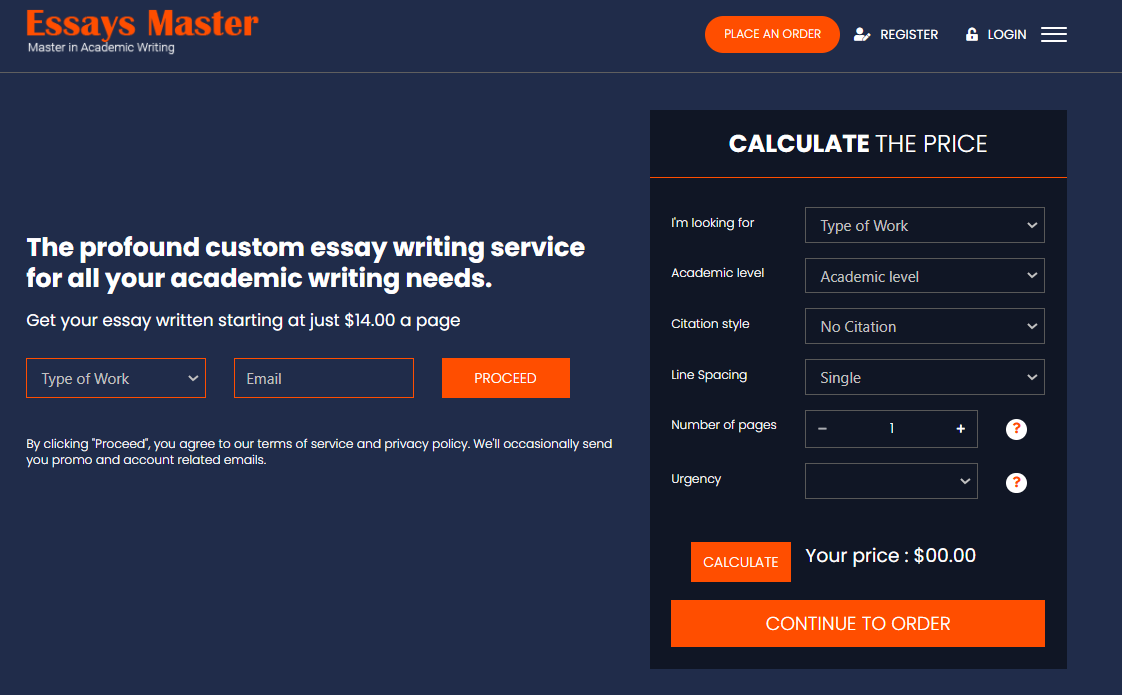 Essays Master
Master in Academic Writing
PLACE AN ORDER
REGISTER
LOGIN
The profound custom essay writing service
for all your academic writing needs.
Get your essay written starting at just $14.00 a page
Type of Work
Email
PROCEED
By clicking "Proceed", you agree to our terms of service and privacy policy. We'll occasionally send
you promo and account related emails.
CALCULATE THE PRICE
I'm looking for
Type of Work
Academic level
Academic level
Citation style
No Citation
Line Spacing
Single
Number of pages
− 1 +
?
Urgency
?
CALCULATE
Your price : $00.00
CONTINUE TO ORDER